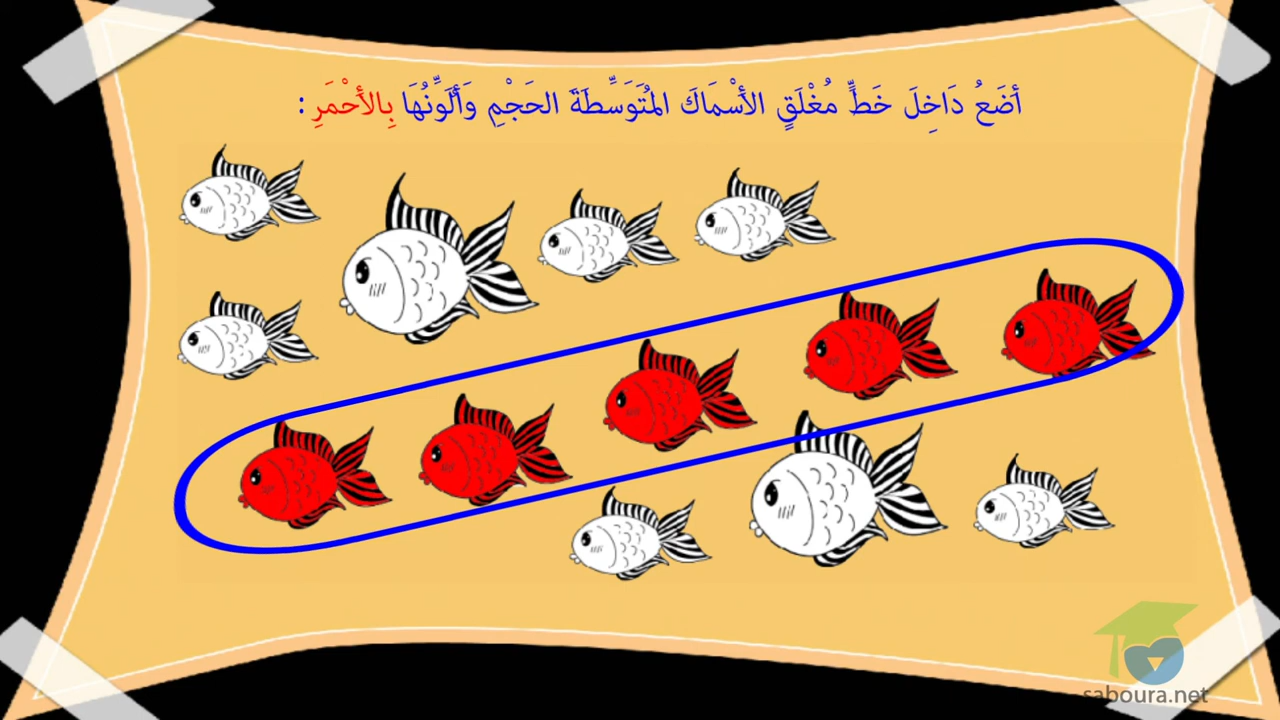 أَضَعُ دَاخِلَ خَطٍّ مُغْلَقٍ الأَسْمَاكَ المُتَوَسِّطَةَ الحَجْمِ وَأُلَوِّنُهَا بِالأَحْمَرِ :
saboura.net